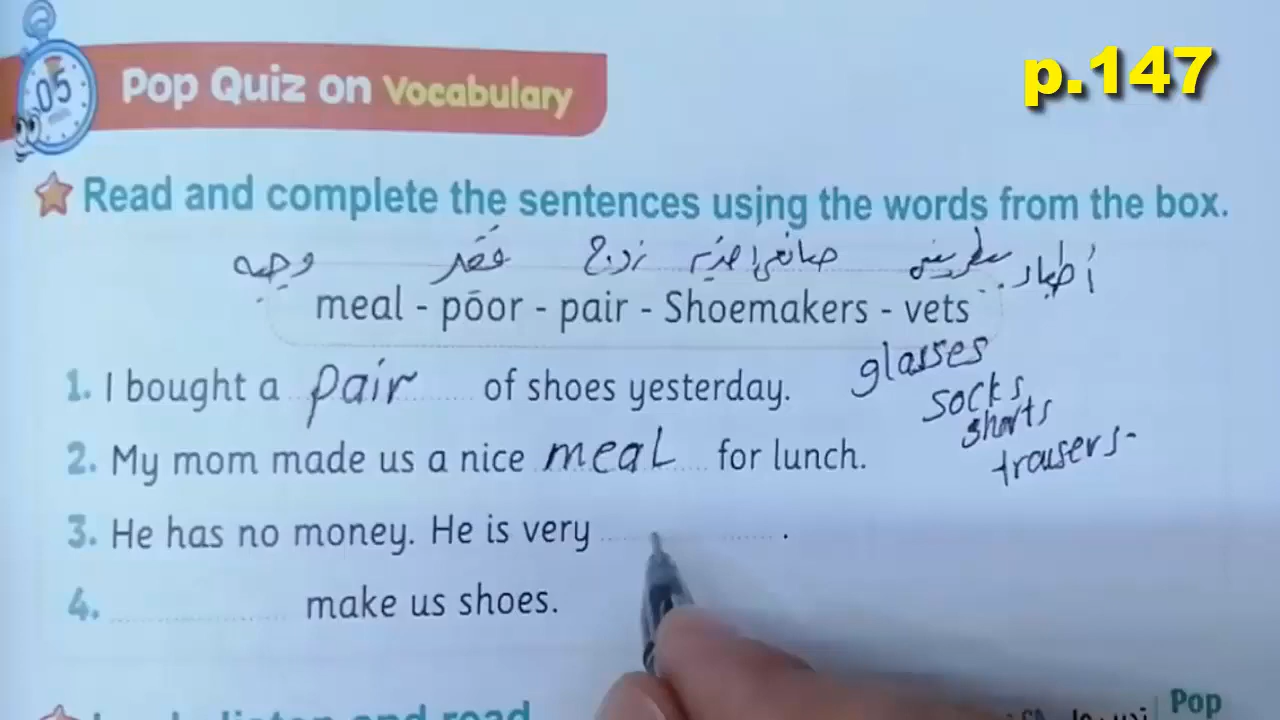 05
Pop Quiz on Vocabulary
p.147
Read and complete the sentences using the words from the box.
وجبه فقير زوج صانعى احذيه بيطريين أطباء
meal - poor - pair - Shoemakers - vets
1. I bought a pair of shoes yesterday.
glasses
socks
shorts
trousers
2. My mom made us a nice meal for lunch.
3. He has no money. He is very ............ .
4. ............ make us shoes.
Pop